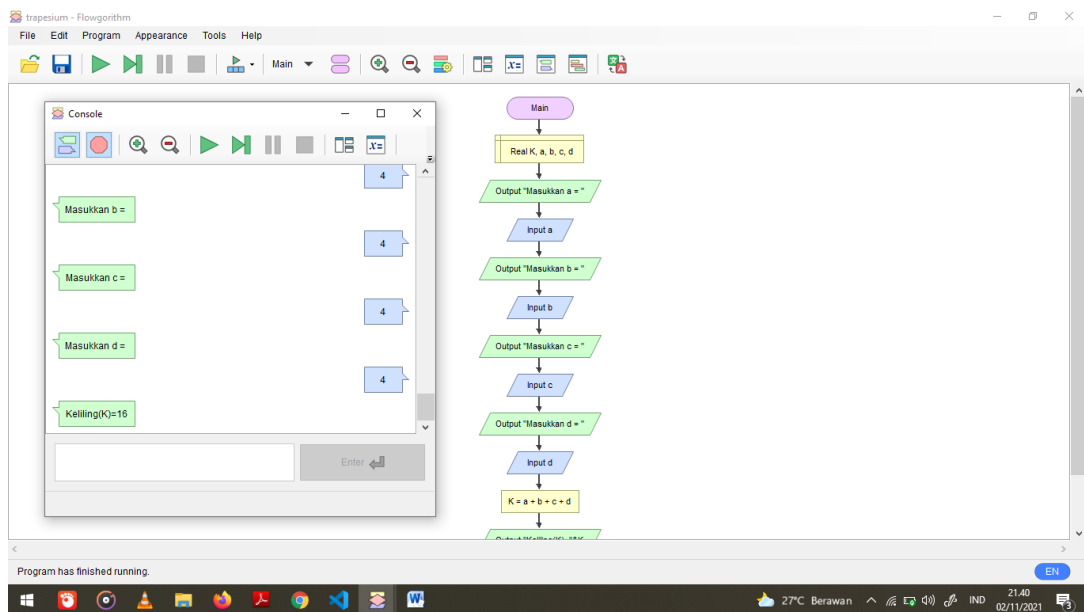 trapesium - Flowgorithm
File Edit Program Appearance Tools Help
Main
x=
Console
x=
4
Masukkan b =
4
Masukkan c =
4
Masukkan d =
4
Keliling(K)=16
Enter
Main
Real K, a, b, c, d
Output "Masukkan a = "
Input a
Output "Masukkan b = "
Input b
Output "Masukkan c = "
Input c
Output "Masukkan d = "
Input d
K = a + b + c + d
Program has finished running.
EN
27°C Berawan
IND
21.40
02/11/2021
3